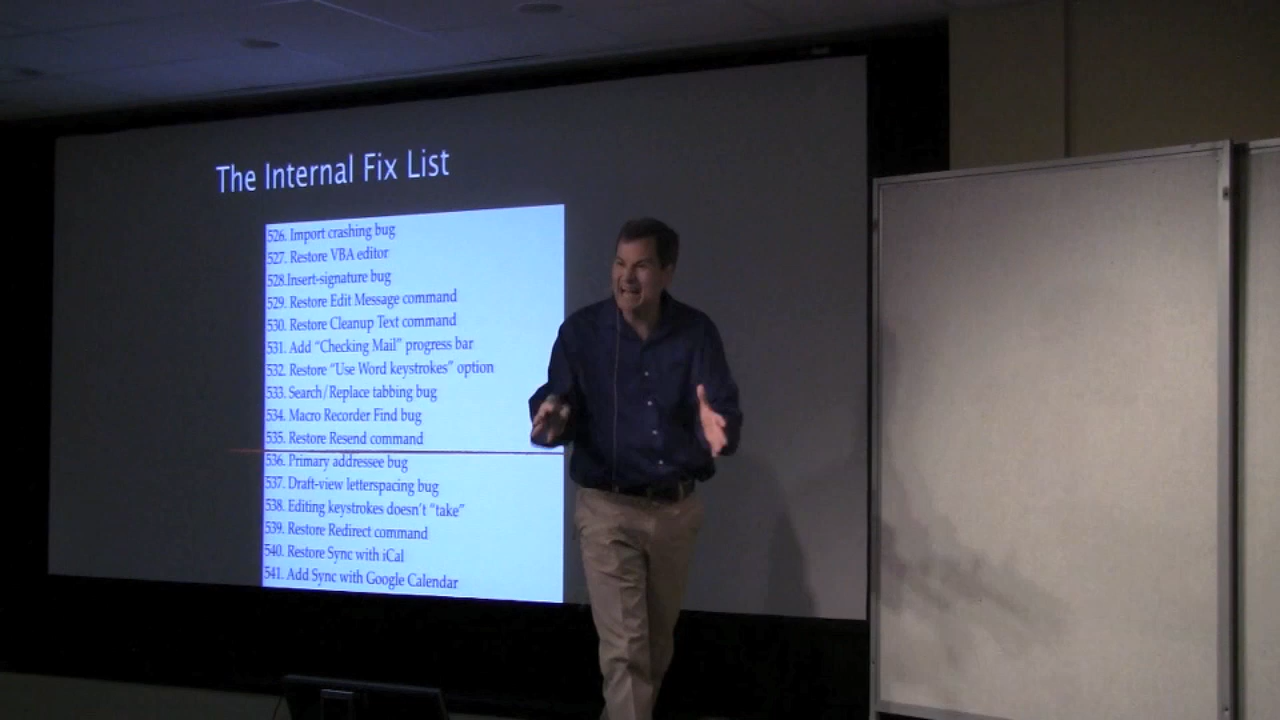 The Internal Fix List
526. Import crashing bug
527. Restore VBA editor
528.Insert-signature bug
529. Restore Edit Message command
530. Restore Cleanup Text command
531. Add “Checking Mail” progress bar
532. Restore “Use Word keystrokes” option
533. Search/Replace tabbing bug
534. Macro Recorder Find bug
535. Restore Resend command
536. Primary addressee bug
537. Draft-view letterspacing bug
538. Editing keystrokes doesn’t “take”
539. Restore Redirect command
540. Restore Sync with iCal
541. Add Sync with Google Calendar